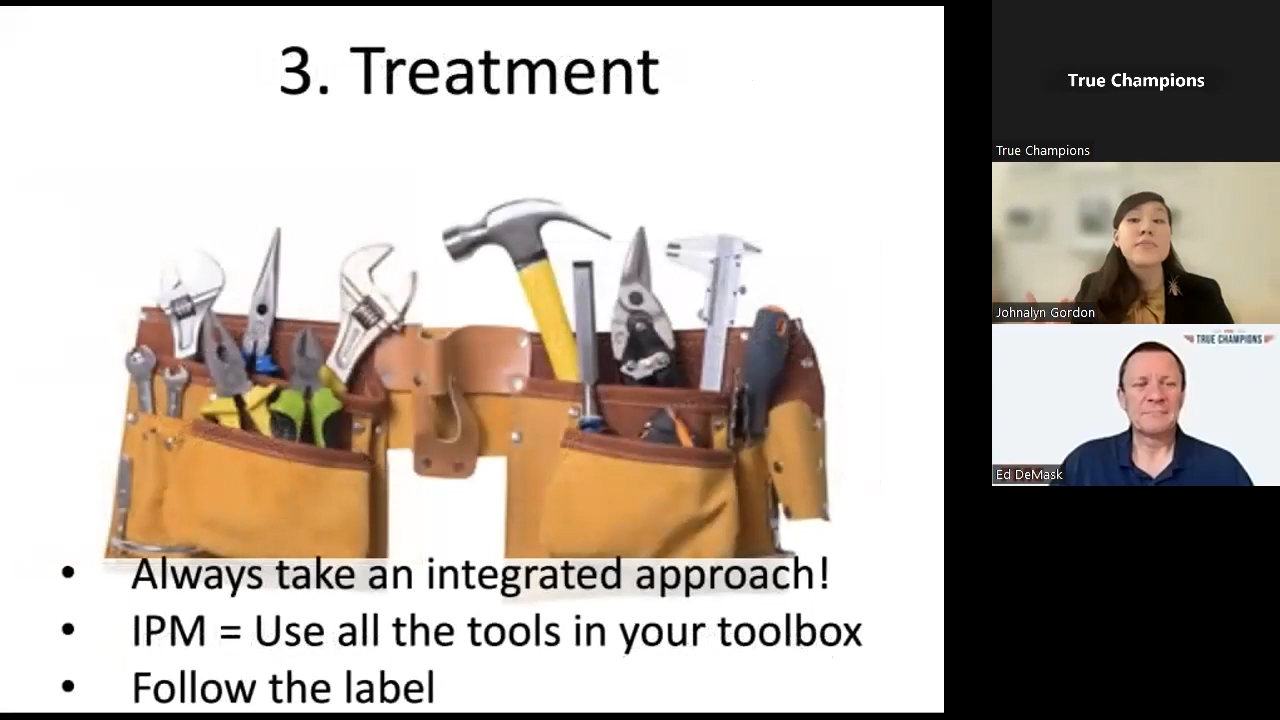 3. Treatment
• Always take an integrated approach!
• IPM = Use all the tools in your toolbox
• Follow the label
True Champions
True Champions
Johnalyn Gordon
TRUE CHAMPIONS
Ed DeMask